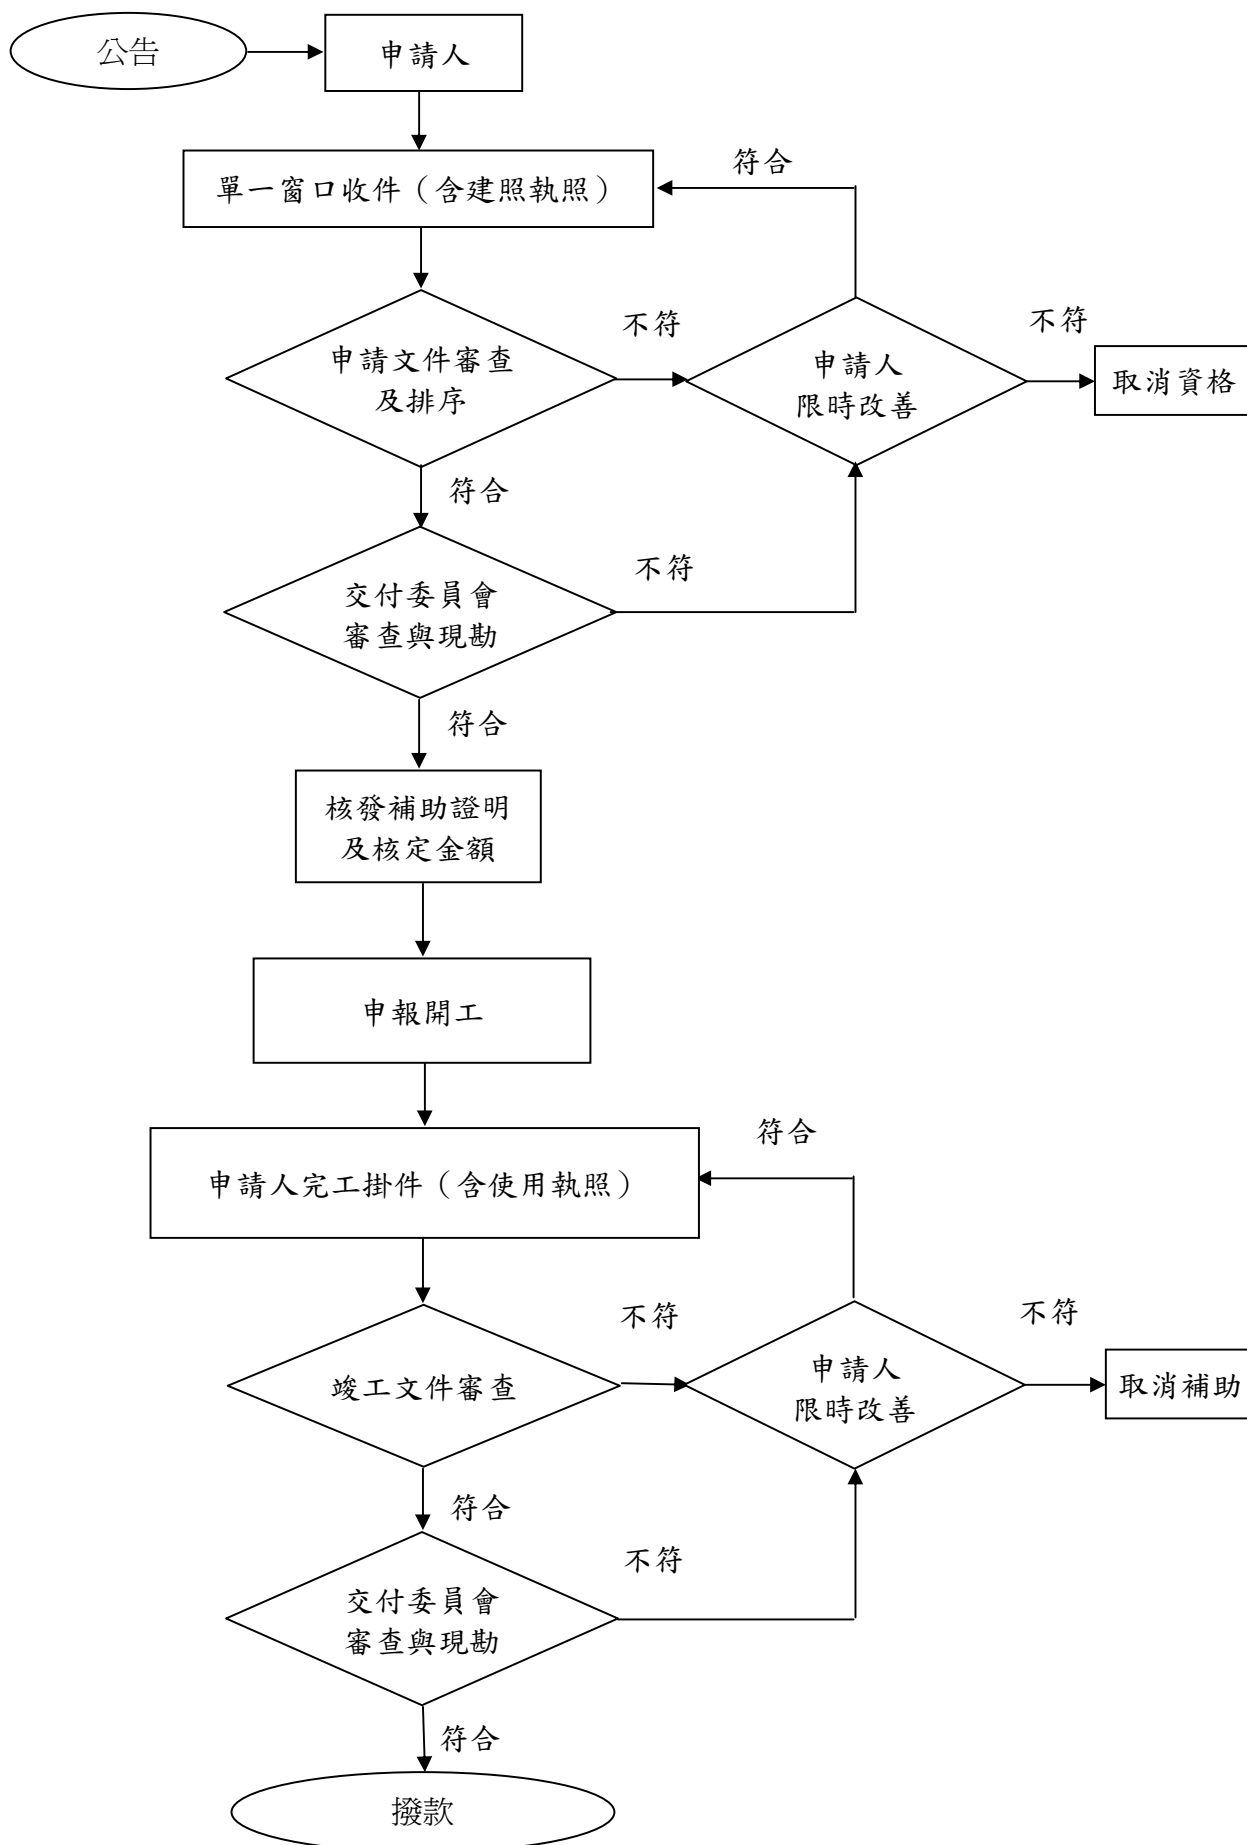 公告
申請人
單一窗口收件（含建照執照）
符合
申請文件審查
及排序
不符
申請人
限時改善
不符
取消資格
符合
交付委員會
審查與現勘
不符
符合
核發補助證明
及核定金額
申報開工
申請人完工掛件（含使用執照）
符合
竣工文件審查
不符
申請人
限時改善
不符
取消補助
符合
交付委員會
審查與現勘
不符
符合
撥款